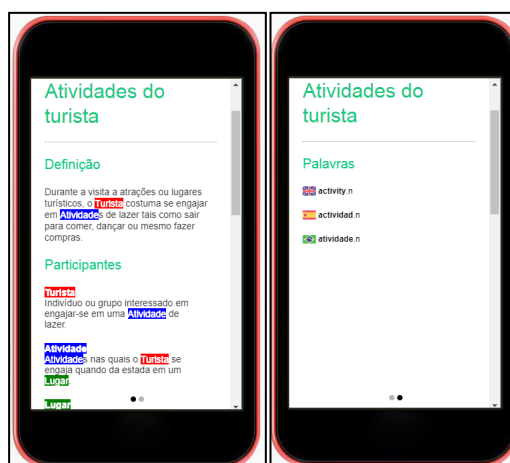 Atividades do
turista
Definição
Durante a visita a atrações ou lugares
turísticos, o Turista costuma se engajar
em Atividades de lazer tais como sair
para comer, dançar ou mesmo fazer
compras.
Participantes
Turista
Indivíduo ou grupo interessado em
engajar-se em uma Atividade de
lazer.
Atividade
Atividades nas quais o Turista se
engaja quando da estada em um
Lugar.
Lugar
Atividades do
turista
Palavras
activity.n
actividad.n
atividade.n